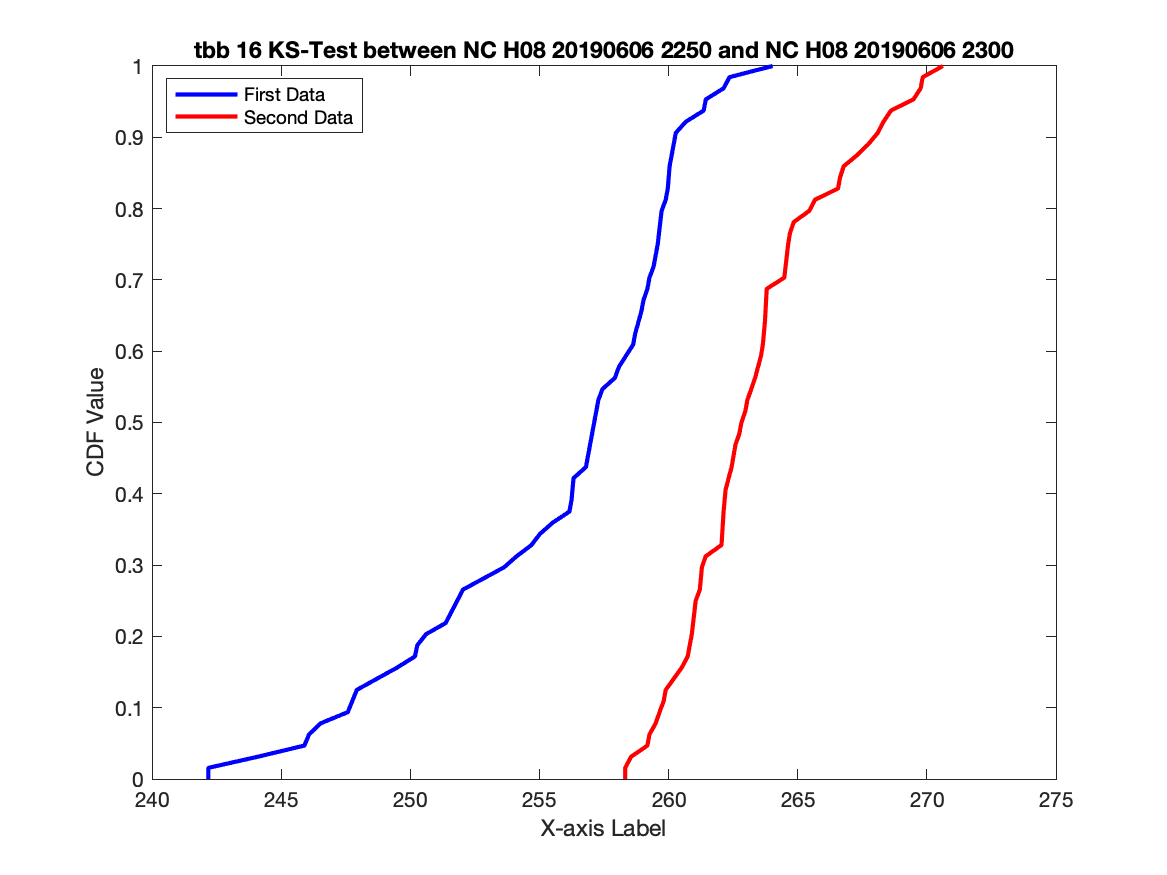 tbb 16 KS-Test between NC H08 20190606 2250 and NC H08 20190606 2300
First Data
Second Data
1
0.9
0.8
0.7
0.6
0.5
0.4
0.3
0.2
0.1
0
CDF Value
240 245 250 255 260 265 270 275
X-axis Label